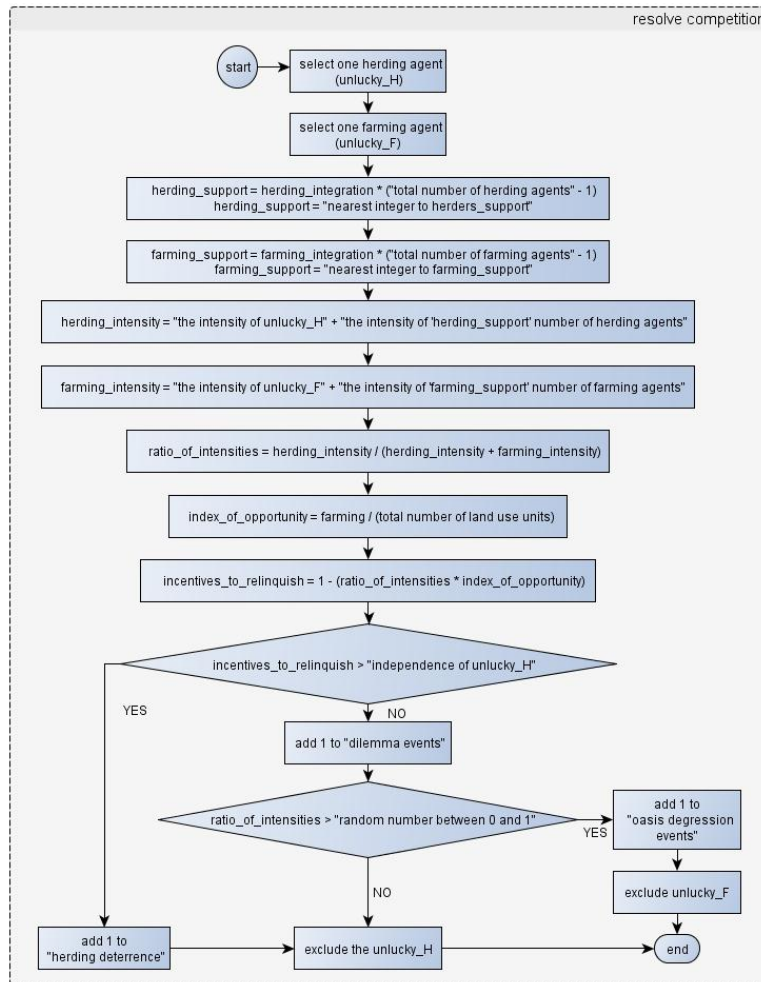 resolve competition
start
select one herding agent
(unlucky_H)
select one farming agent
(unlucky_F)
herding_support = herding_integration * ("total number of herding agents" - 1)
herding_support = "nearest integer to herders_support"
farming_support = farming_integration * ("total number of farming agents" - 1)
farming_support = "nearest integer to farming_support"
herding_intensity = "the intensity of unlucky_H" + "the intensity of 'herding_support' number of herding agents"
farming_intensity = "the intensity of unlucky_F" + "the intensity of 'farming_support' number of farming agents"
ratio_of_intensities = herding_intensity / (herding_intensity + farming_intensity)
index_of_opportunity = farming / (total number of land use units)
incentives_to_relinquish = 1 - (ratio_of_intensities * index_of_opportunity)
incentives_to_relinquish > "independence of unlucky_H"
YES
NO
add 1 to "dilemma events"
ratio_of_intensities > "random number between 0 and 1"
YES
add 1 to
"oasis degression
events"
NO
exclude unlucky_F
add 1 to
"herding deterrence"
exclude the unlucky_H
end